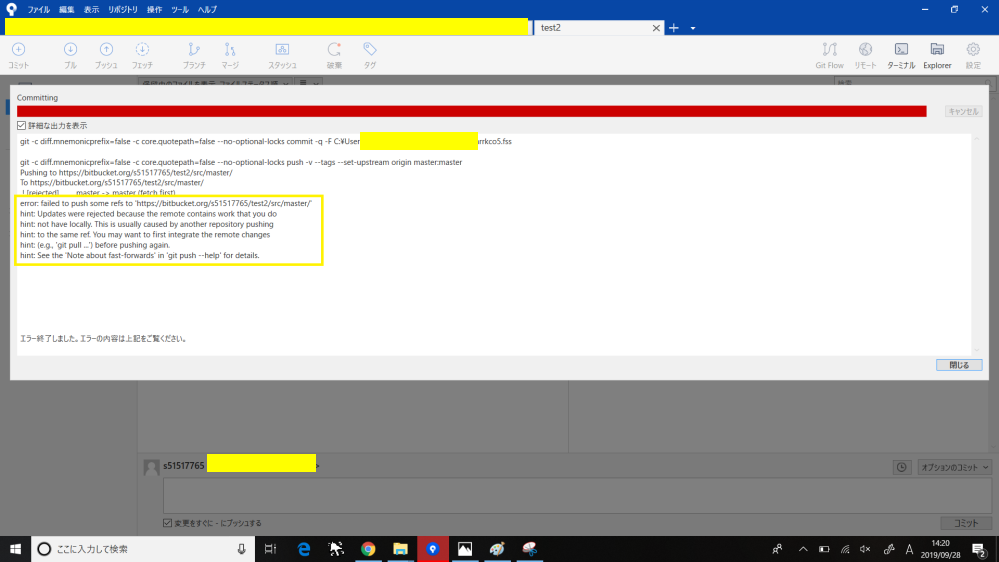 ファイル 編集 表示 リポジトリ 操作 ツール ヘルプ
test2
コミット プル プッシュ フェッチ ブランチ マージ スタッシュ 破棄 タグ Git Flow リモート ターミナル Explorer 設定
検索
Committing
キャンセル
詳細な出力を表示
git -c diff.mnemonicprefix=false -c core.quotepath=false --no-optional-locks commit -q -F C:¥User rrkco5.fss
git -c diff.mnemonicprefix=false -c core.quotepath=false --no-optional-locks push -v --tags --set-upstream origin master:master
Pushing to https://bitbucket.org/s51517765/test2/src/master/
To https://bitbucket.org/s51517765/test2/src/master/
! [rejected] master -> master (fetch first)
error: failed to push some refs to 'https://bitbucket.org/s51517765/test2/src/master/'
hint: Updates were rejected because the remote contains work that you do
hint: not have locally. This is usually caused by another repository pushing
hint: to the same ref. You may want to first integrate the remote changes
hint: (e.g., 'git pull ...') before pushing again.
hint: See the 'Note about fast-forwards' in 'git push --help' for details.
エラー終了しました。エラーの内容は上記をご覧ください。
閉じる
s51517765
オプションのコミット
変更をすぐに - にプッシュする
コミット
ここに入力して検索
A
14:20
2019/09/28
2